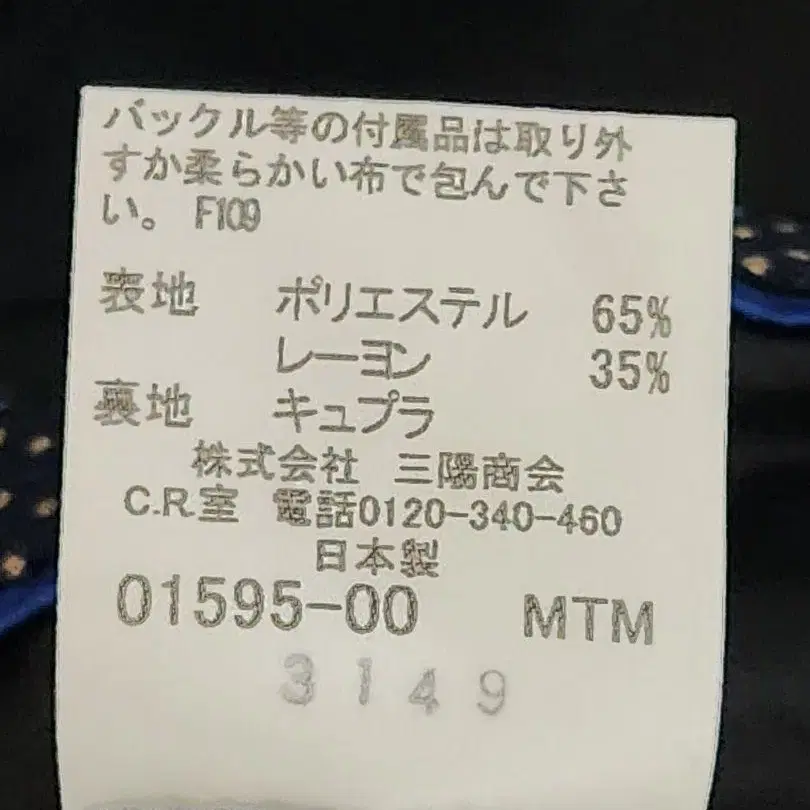 バックル等の付属品は取り外
すか柔らかい布で包んで下さ
い。 F109
表地 ポリエステル 65%
レーヨン 35%
裏地 キュプラ
株式会社 三陽商会
C.R.室 電話0120-340-460
日本製
01595-00 MTM
3149